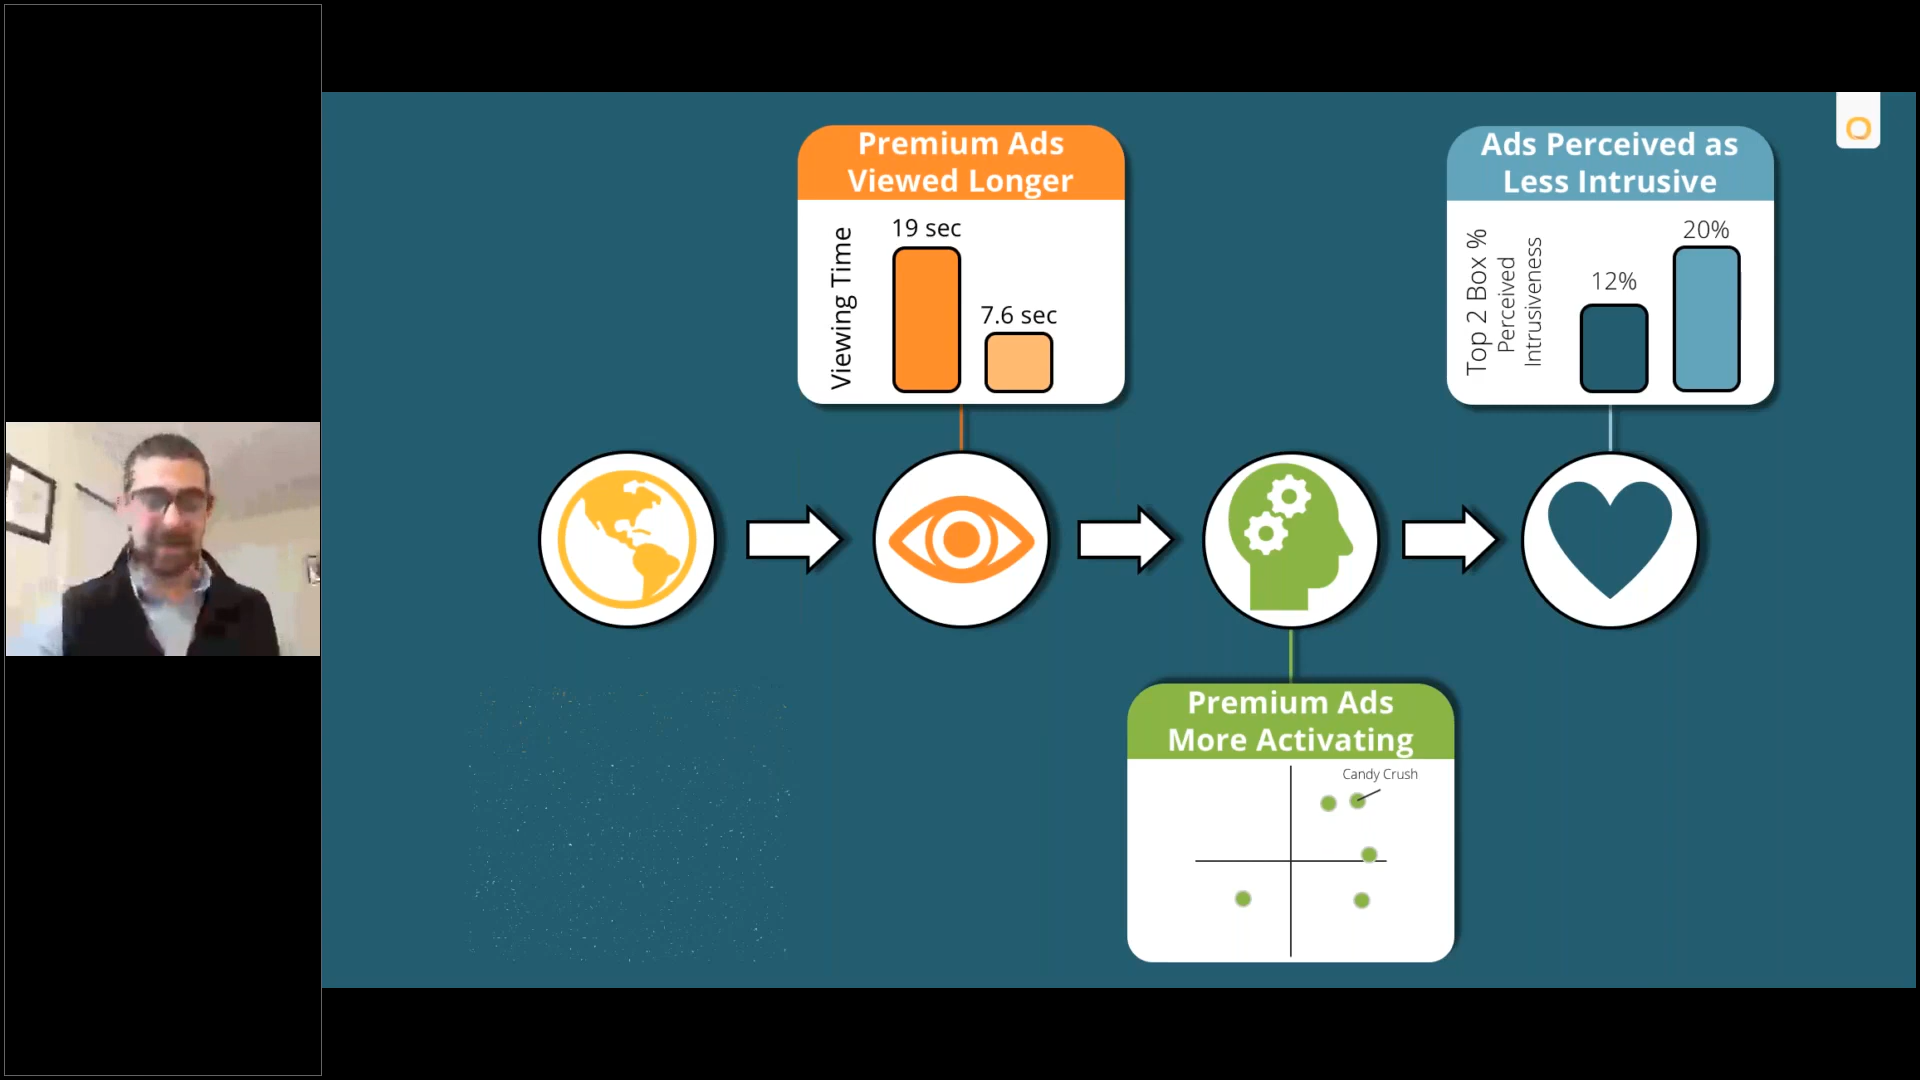 Premium Ads
Viewed Longer
Viewing Time
19 sec
7.6 sec
Ads Perceived as
Less Intrusive
Top 2 Box %
Perceived
Intrusiveness
12%
20%
Premium Ads
More Activating
Candy Crush